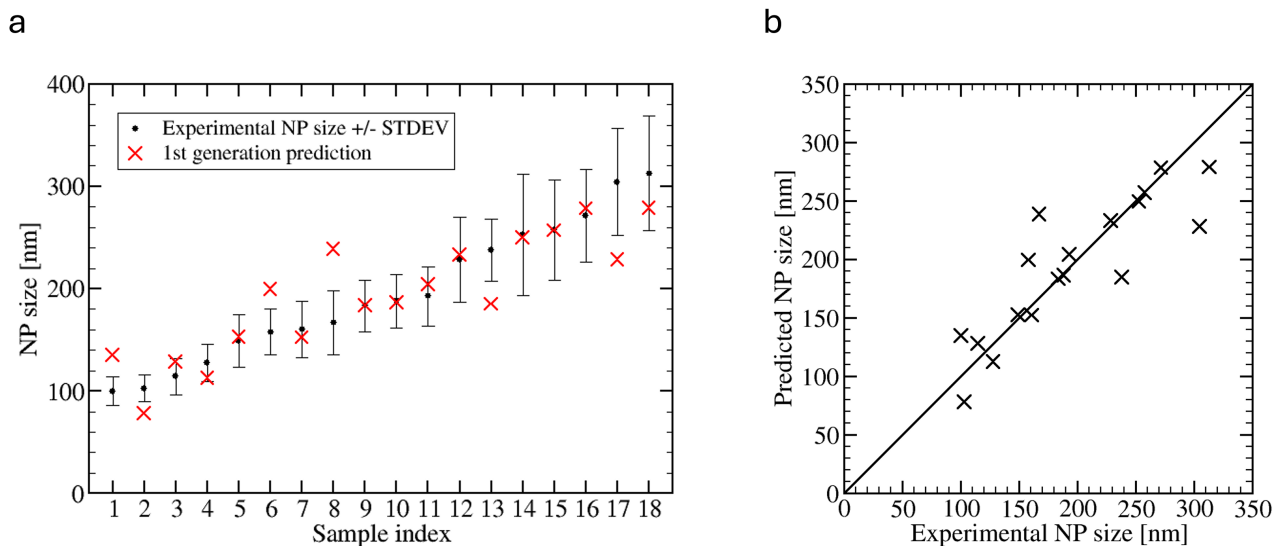 a
b
400
300
200
100
0
NP size [nm]
Experimental NP size +/- STDEV
1st generation prediction
1 2 3 4 5 6 7 8 9 10 11 12 13 14 15 16 17 18
Sample index
350
300
250
200
150
100
50
0
Predicted NP size [nm]
0 50 100 150 200 250 300 350
Experimental NP size [nm]